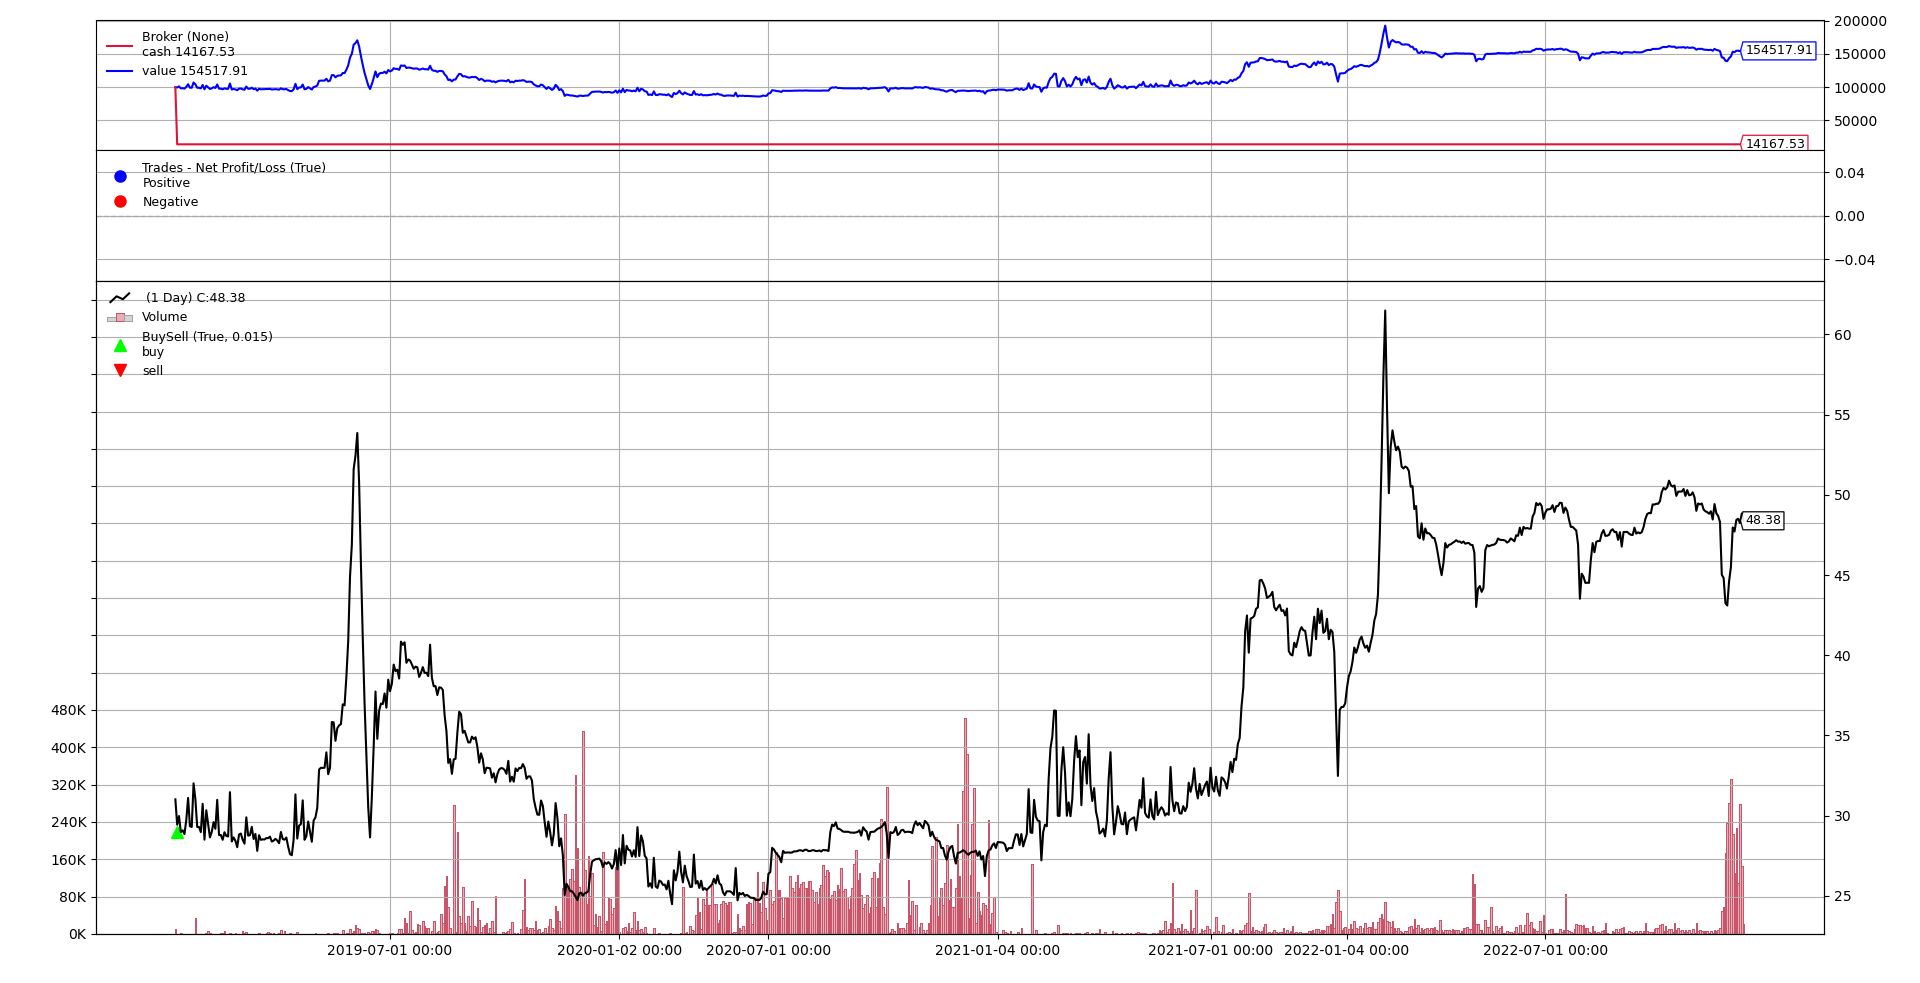 Broker (None)
cash 14167.53
value 154517.91
200000
150000
100000
50000
154517.91
14167.53
Trades - Net Profit/Loss (True)
Positive
Negative
0.04
0.00
−0.04
(1 Day) C:48.38
Volume
BuySell (True, 0.015)
buy
sell
60
55
50
48.38
45
40
35
30
25
480K
400K
320K
240K
160K
80K
0K
2019-07-01 00:00
2020-01-02 00:00
2020-07-01 00:00
2021-01-04 00:00
2021-07-01 00:00
2022-01-04 00:00
2022-07-01 00:00